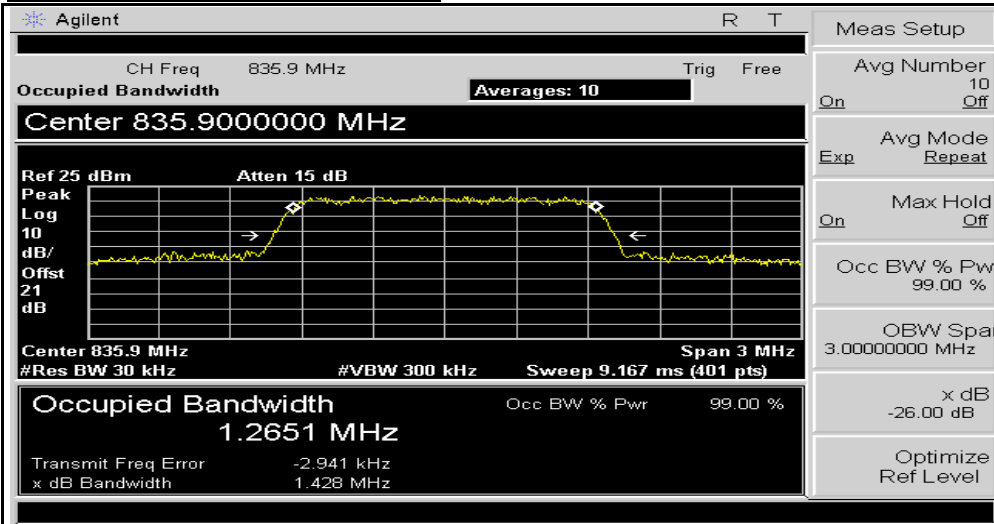 Agilent R T
CH Freq 835.9 MHz Trig Free
Occupied Bandwidth Averages: 10
Center 835.9000000 MHz
Ref 25 dBm Atten 15 dB
Peak
Log
10
dB/
Offst
21
dB
Center 835.9 MHz Span 3 MHz
#Res BW 30 kHz #VBW 300 kHz Sweep 9.167 ms (401 pts)
Occupied Bandwidth Occ BW % Pwr 99.00 %
1.2651 MHz
Transmit Freq Error -2.941 kHz
x dB Bandwidth 1.428 MHz
Meas Setup
Avg Number
10
On Off
Avg Mode
Exp Repeat
Max Hold
On Off
Occ BW % Pwr
99.00 %
OBW Span
3.00000000 MHz
x dB
-26.00 dB
Optimize
Ref Level